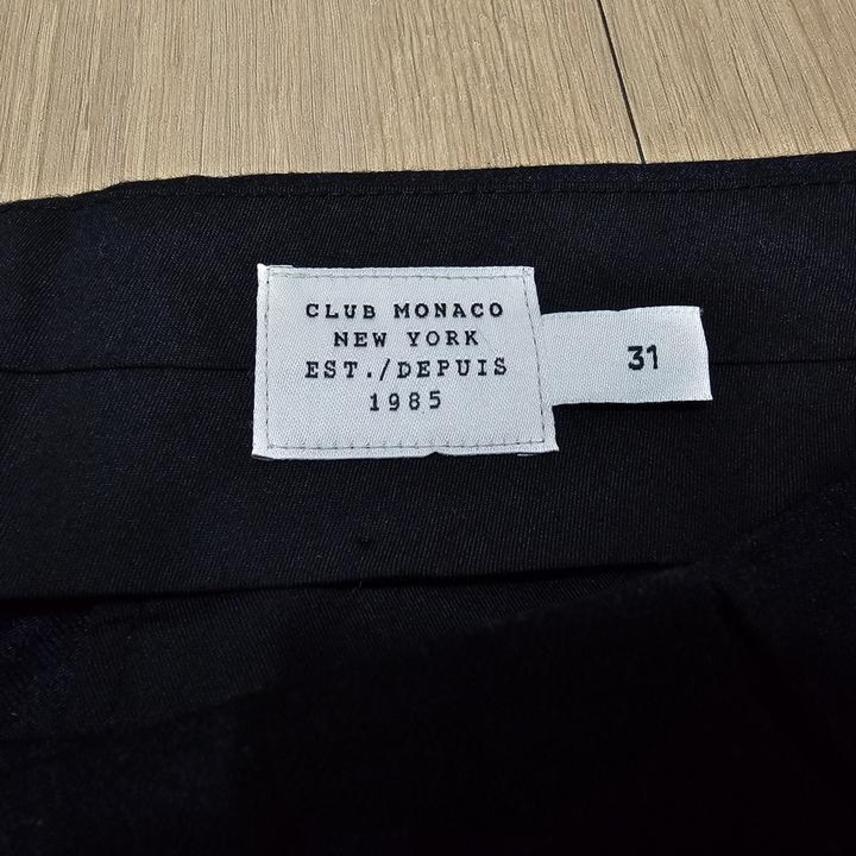 CLUB MONACO
NEW YORK
EST./DEPUIS
1985
31